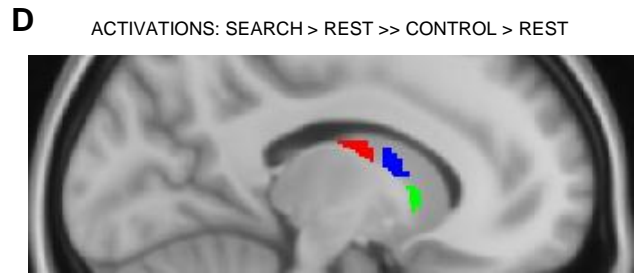 D
ACTIVATIONS: SEARCH > REST >> CONTROL > REST